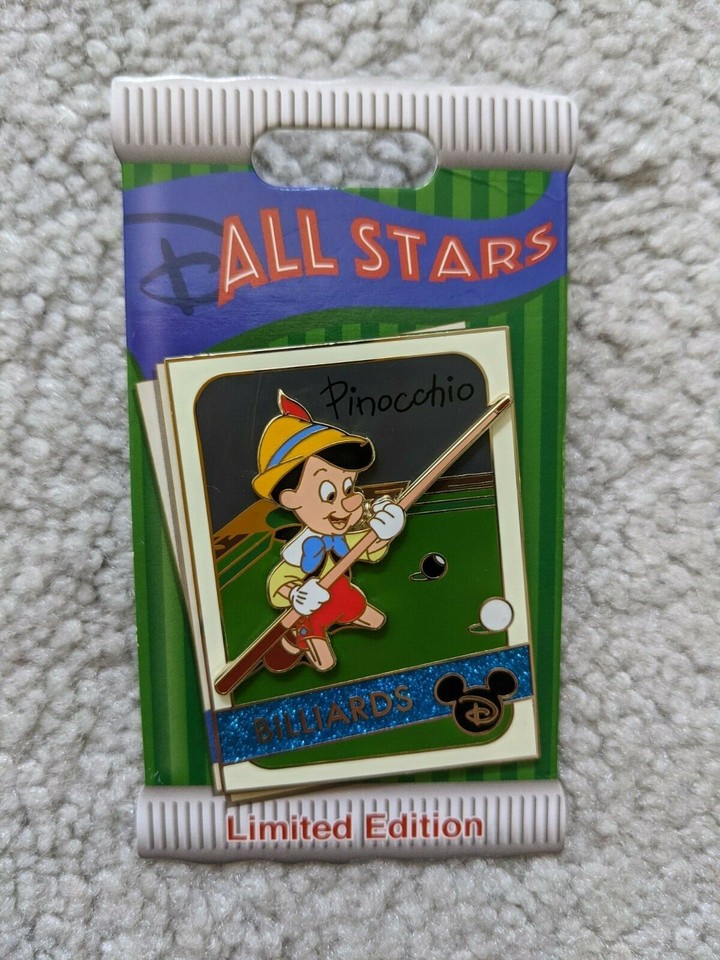 D ALL STARS
Pinocchio
BILLIARDS
D
Limited Edition